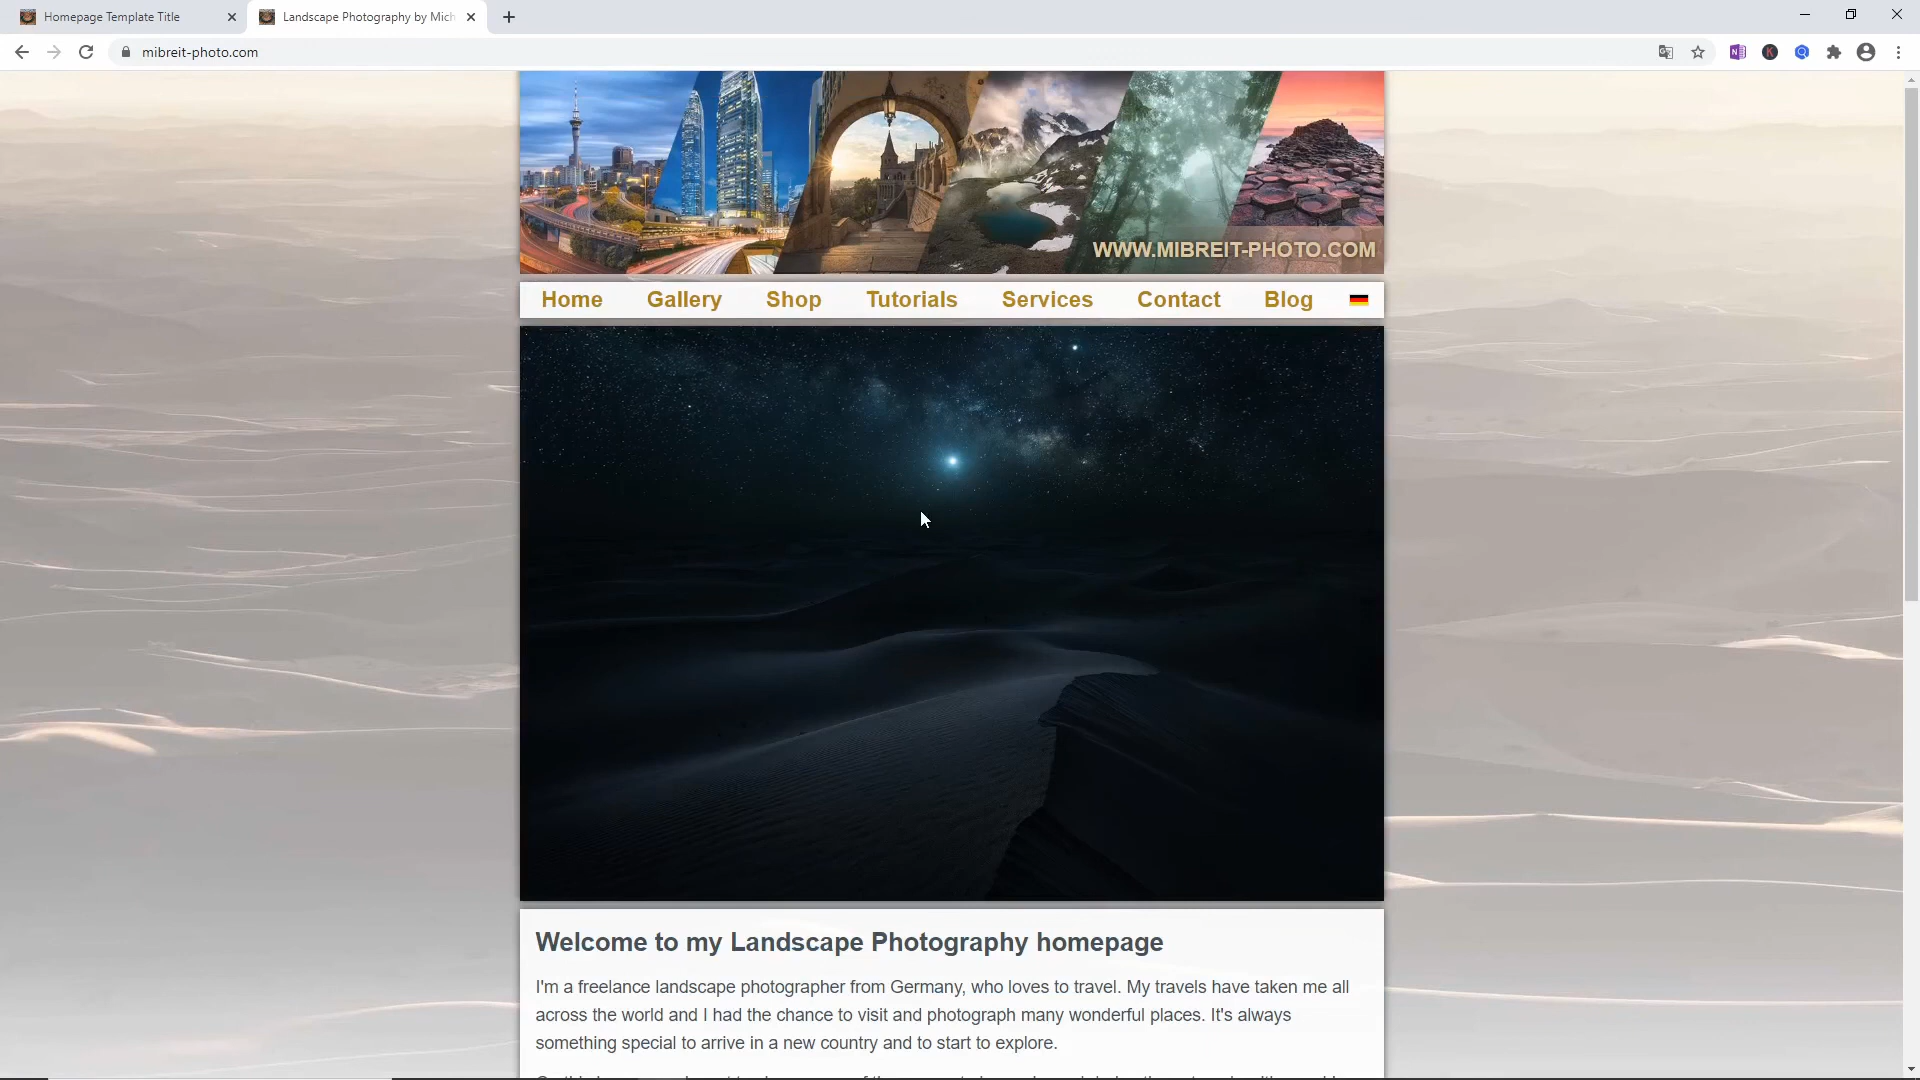 Homepage Template Title
Landscape Photography by Mich
mibreit-photo.com
WWW.MIBREIT-PHOTO.COM
Home Gallery Shop Tutorials Services Contact Blog
Welcome to my Landscape Photography homepage
I'm a freelance landscape photographer from Germany, who loves to travel. My travels have taken me all
across the world and I had the chance to visit and photograph many wonderful places. It's always
something special to arrive in a new country and to start to explore.